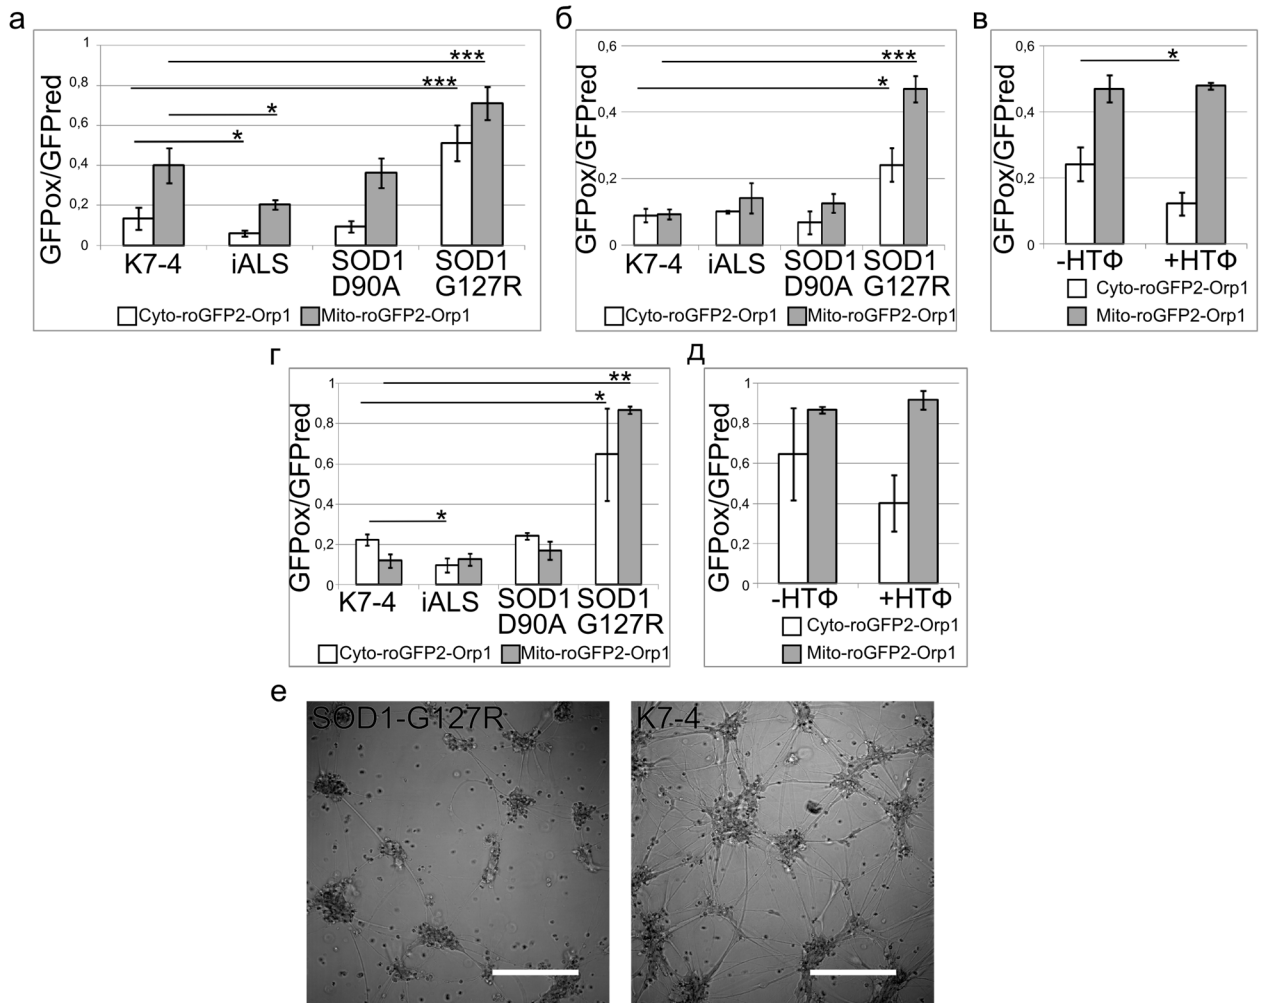 а
GFPox/GFPred
1
0,8
0,6
0,4
0,2
0
***
***
*
*
K7-4 iALS SOD1 SOD1
D90A G127R
Cyto-roGFP2-Orp1 Mito-roGFP2-Orp1
б
GFPox/GFPred
0,6
0,4
0,2
0
***
*
K7-4 iALS SOD1 SOD1
D90A G127R
Cyto-roGFP2-Orp1 Mito-roGFP2-Orp1
в
GFPox/GFPred
0,6
0,4
0,2
0
*
-НТФ +НТФ
Cyto-roGFP2-Orp1
Mito-roGFP2-Orp1
г
GFPox/GFPred
1
0,8
0,6
0,4
0,2
0
**
*
*
K7-4 iALS SOD1 SOD1
D90A G127R
Cyto-roGFP2-Orp1 Mito-roGFP2-Orp1
д
GFPox/GFPred
1
0,8
0,6
0,4
0,2
0
-НТФ +НТФ
Cyto-roGFP2-Orp1
Mito-roGFP2-Orp1
е
SOD1-G127R
K7-4